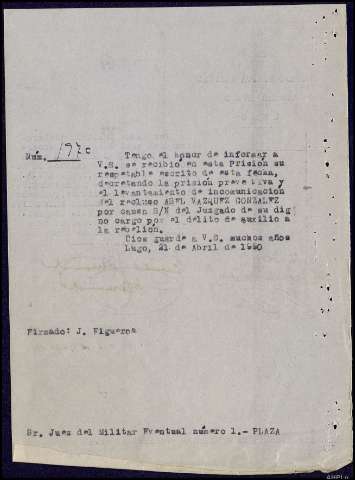 Núm. 1970
Tengo el honor de informar a
V.S. se recibió en esta Prision su
respetable escrito de esta fecha,
decretando la prisión preventiva y
el levantamiento de incomunicación
del recluso ABEL VAZQUEZ GONZALEZ
por causa S/N del Juzgado de su dig
no cargo por el delito de auxilio a
la rebelión.
Dios guarde a V.S. muchos años
Lugo, 21 de Abril de 1950
Firmado: J. Figueroa
Sr. Juez del Militar Eventual número 1.- PLAZA